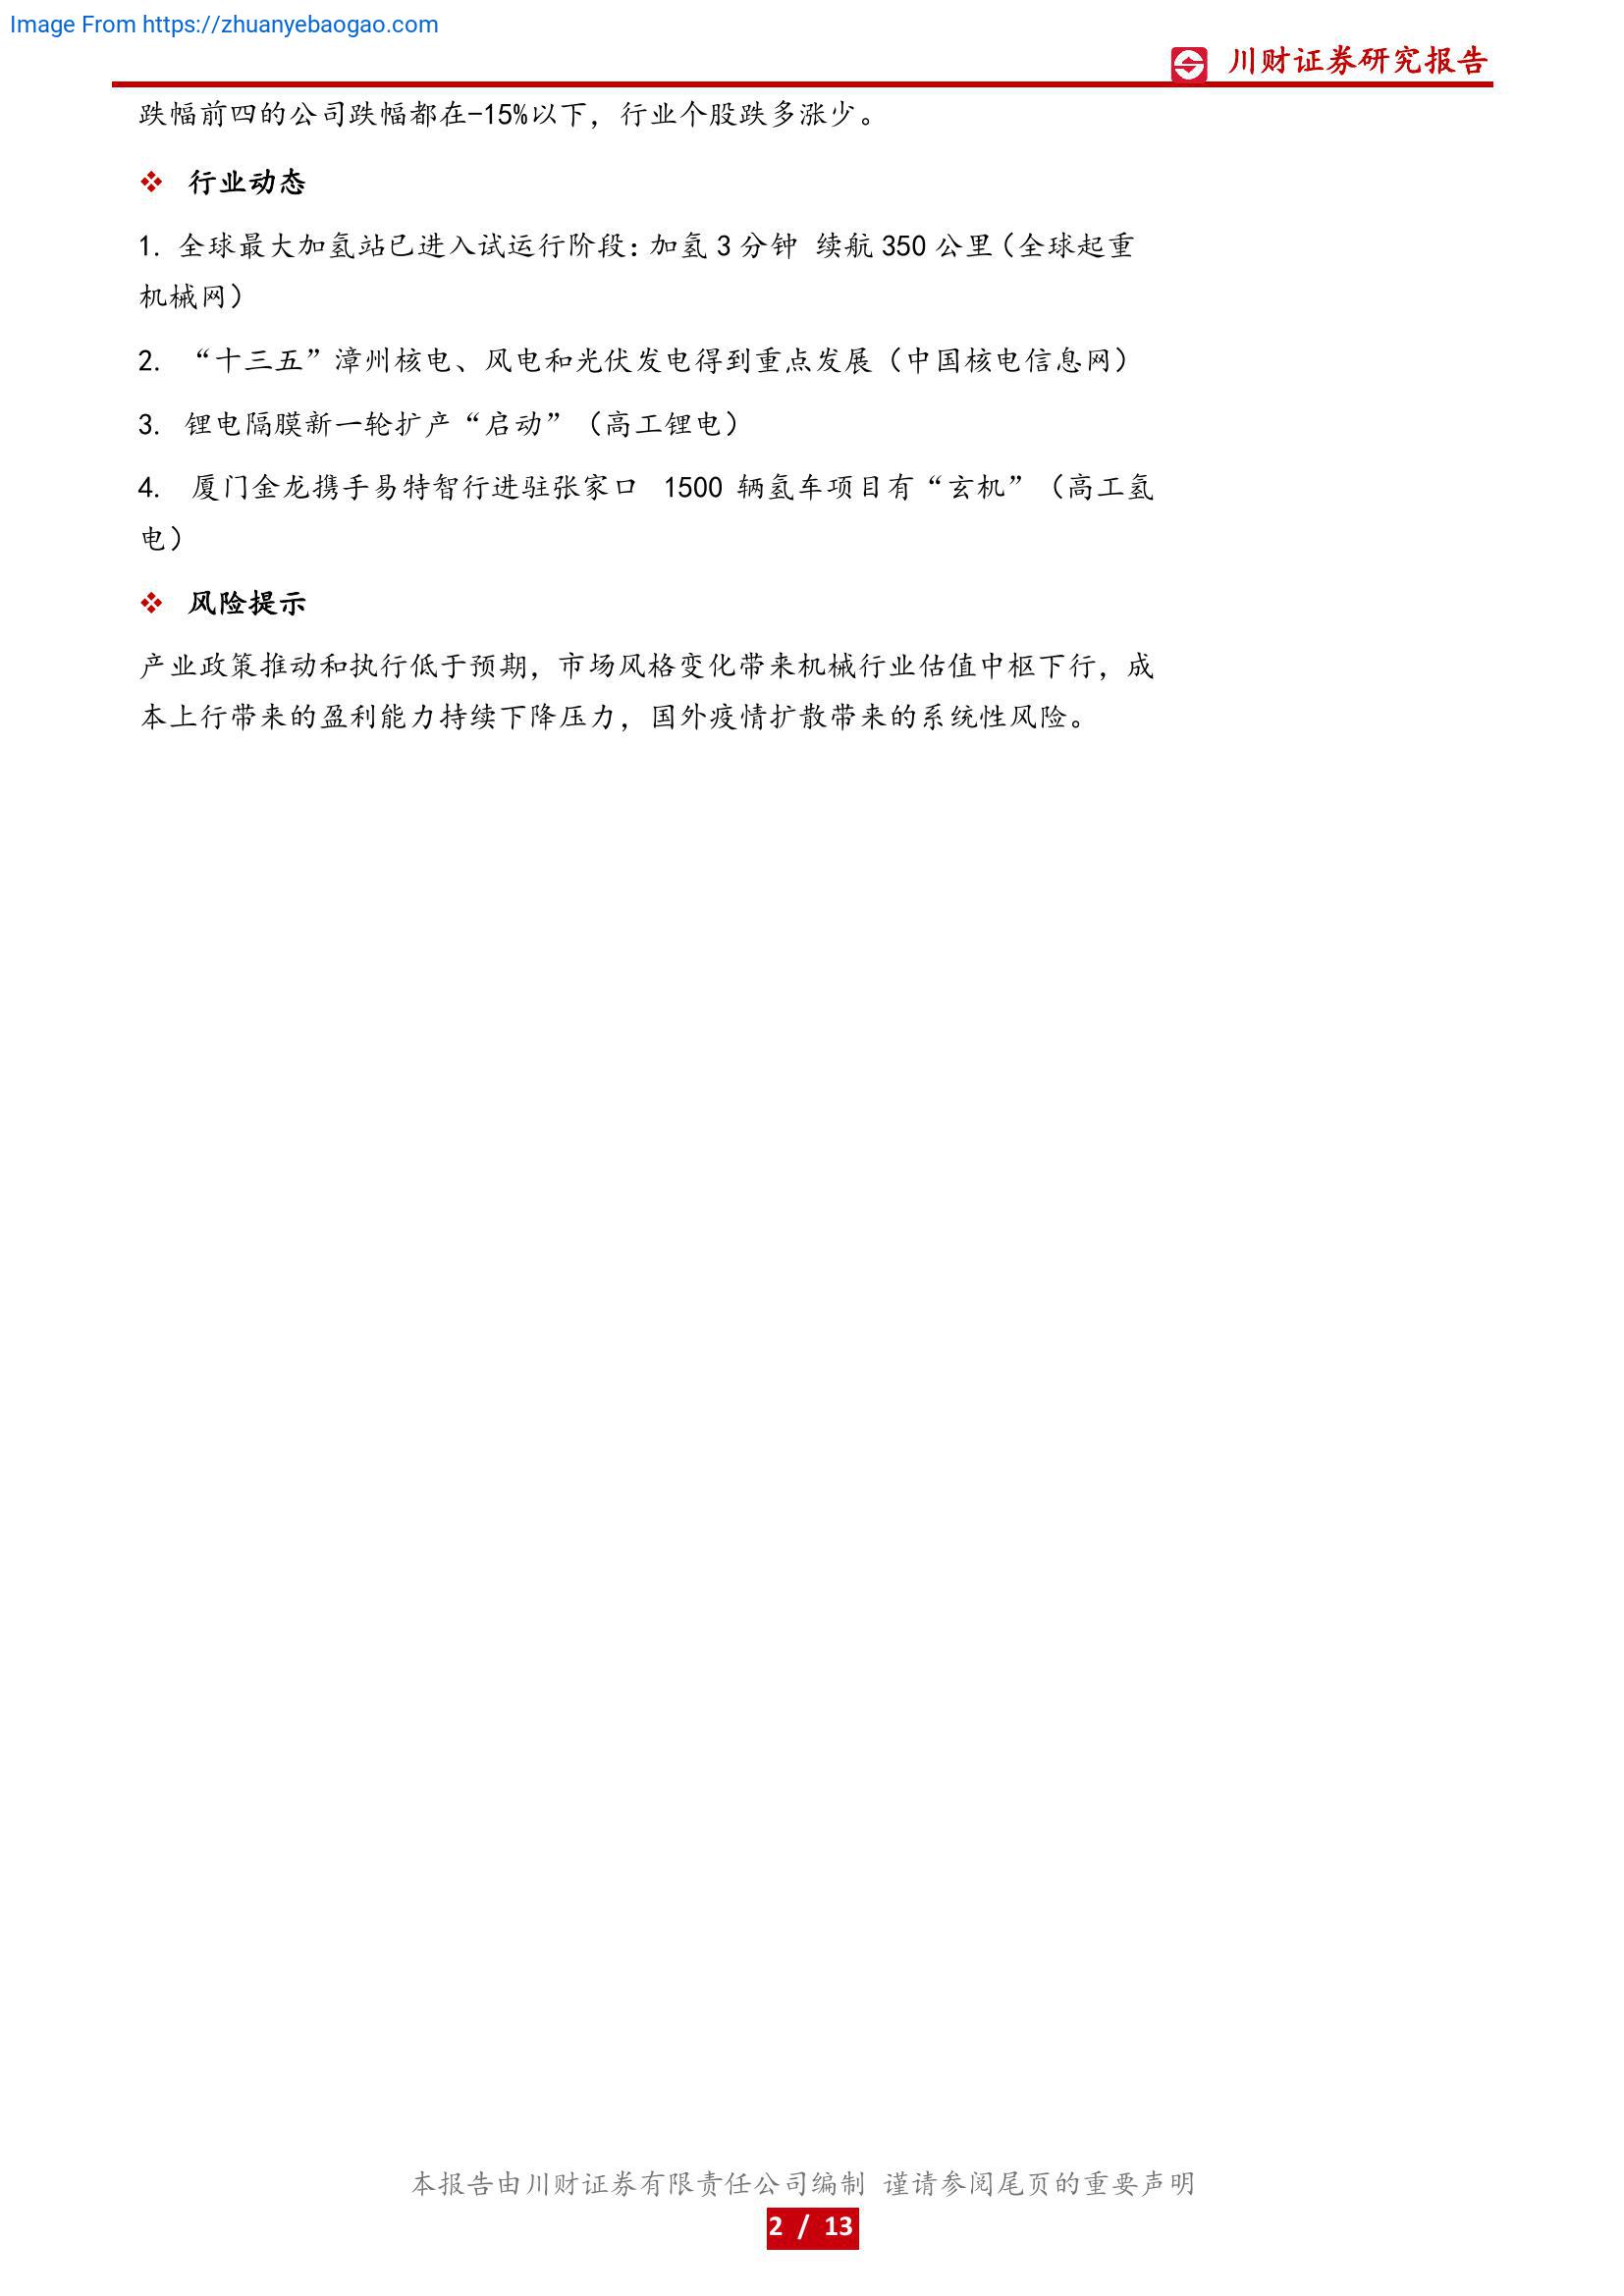 Image From https://zhuanyebaogao.com
川财证券研究报告
跌幅前四的公司跌幅都在-15%以下，行业个股跌多涨少。
❖ 行业动态
1. 全球最大加氢站已进入试运行阶段：加氢 3 分钟 续航 350 公里（全球起重
机械网）
2. “十三五”漳州核电、风电和光伏发电得到重点发展（中国核电信息网）
3. 锂电隔膜新一轮扩产“启动”（高工锂电）
4. 厦门金龙携手易特智行进驻张家口 1500 辆氢车项目有“玄机”（高工氢
电）
❖ 风险提示
产业政策推动和执行低于预期，市场风格变化带来机械行业估值中枢下行，成
本上行带来的盈利能力持续下降压力，国外疫情扩散带来的系统性风险。
本报告由川财证券有限责任公司编制 谨请参阅尾页的重要声明
2 / 13